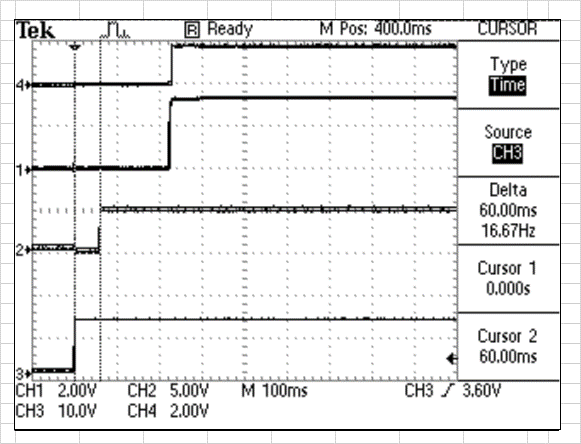 Tek R Ready M Pos: 400.0ms CURSOR
Type
Time
Source
CH3
Delta
60.00ms
16.67Hz
Cursor 1
0.000s
Cursor 2
60.00ms
4
1
2
3
CH1 2.00V CH2 5.00V M 100ms CH3 3.60V
CH3 10.0V CH4 2.00V